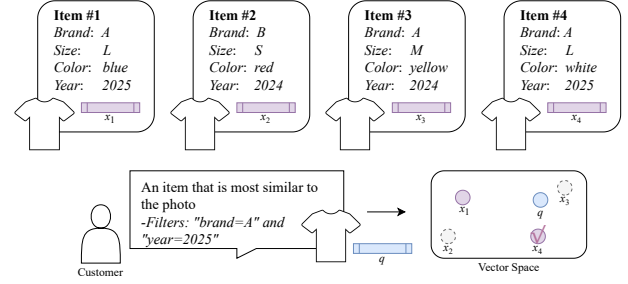 Item #1
Brand: A
Size: L
Color: blue
Year: 2025
x1
Item #2
Brand: B
Size: S
Color: red
Year: 2024
x2
Item #3
Brand: A
Size: M
Color: yellow
Year: 2024
x3
Item #4
Brand: A
Size: L
Color: white
Year: 2025
x4
An item that is most similar to
the photo
-Filters: "brand=A" and
"year=2025"
Customer
q
x1
q
x3
x2
x4
Vector Space